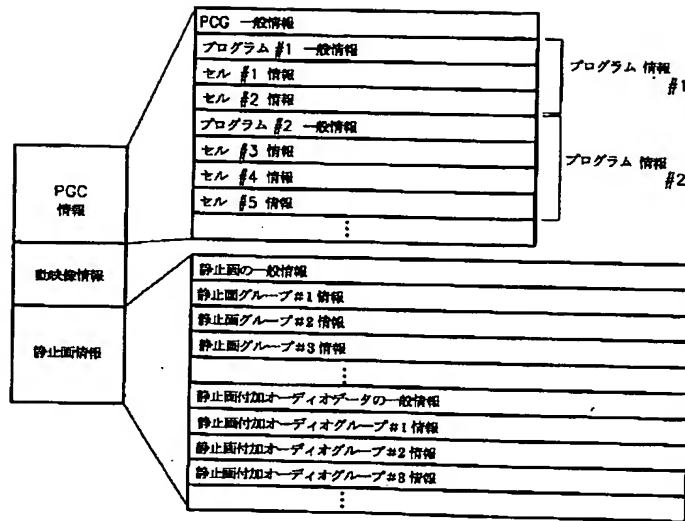 PCG 一般情報
プログラム #1 一般情報
セル #1 情報
セル #2 情報
プログラム #2 一般情報
セル #3 情報
セル #4 情報
セル #5 情報
⋮
プログラム 情報
#1
プログラム 情報
#2
PGC
情報
動映像情報
静止画情報
静止画の一般情報
静止画グループ#1情報
静止画グループ#2情報
静止画グループ#3情報
⋮
静止画付加オーディオデータの一般情報
静止画付加オーディオグループ#1情報
静止画付加オーディオグループ#2情報
静止画付加オーディオグループ#3情報
⋮